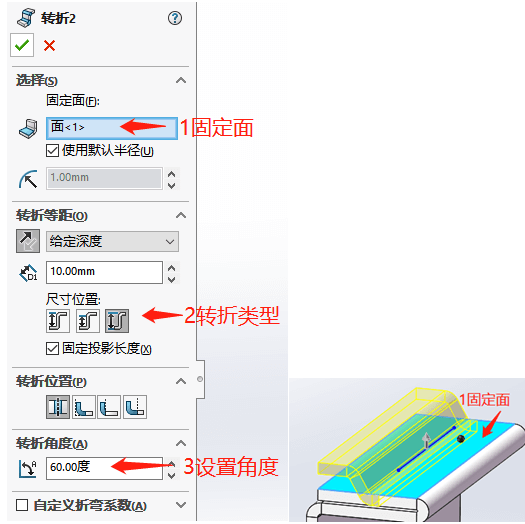 转折2
选择(S)
固定面(F):
面<1>
1固定面
使用默认半径(U)
1.00mm
转折等距(O)
给定深度
D1
10.00mm
尺寸位置:
2转折类型
固定投影长度(X)
转折位置(P)
转折角度(A)
60.00度
3设置角度
自定义折弯系数(A)
1固定面